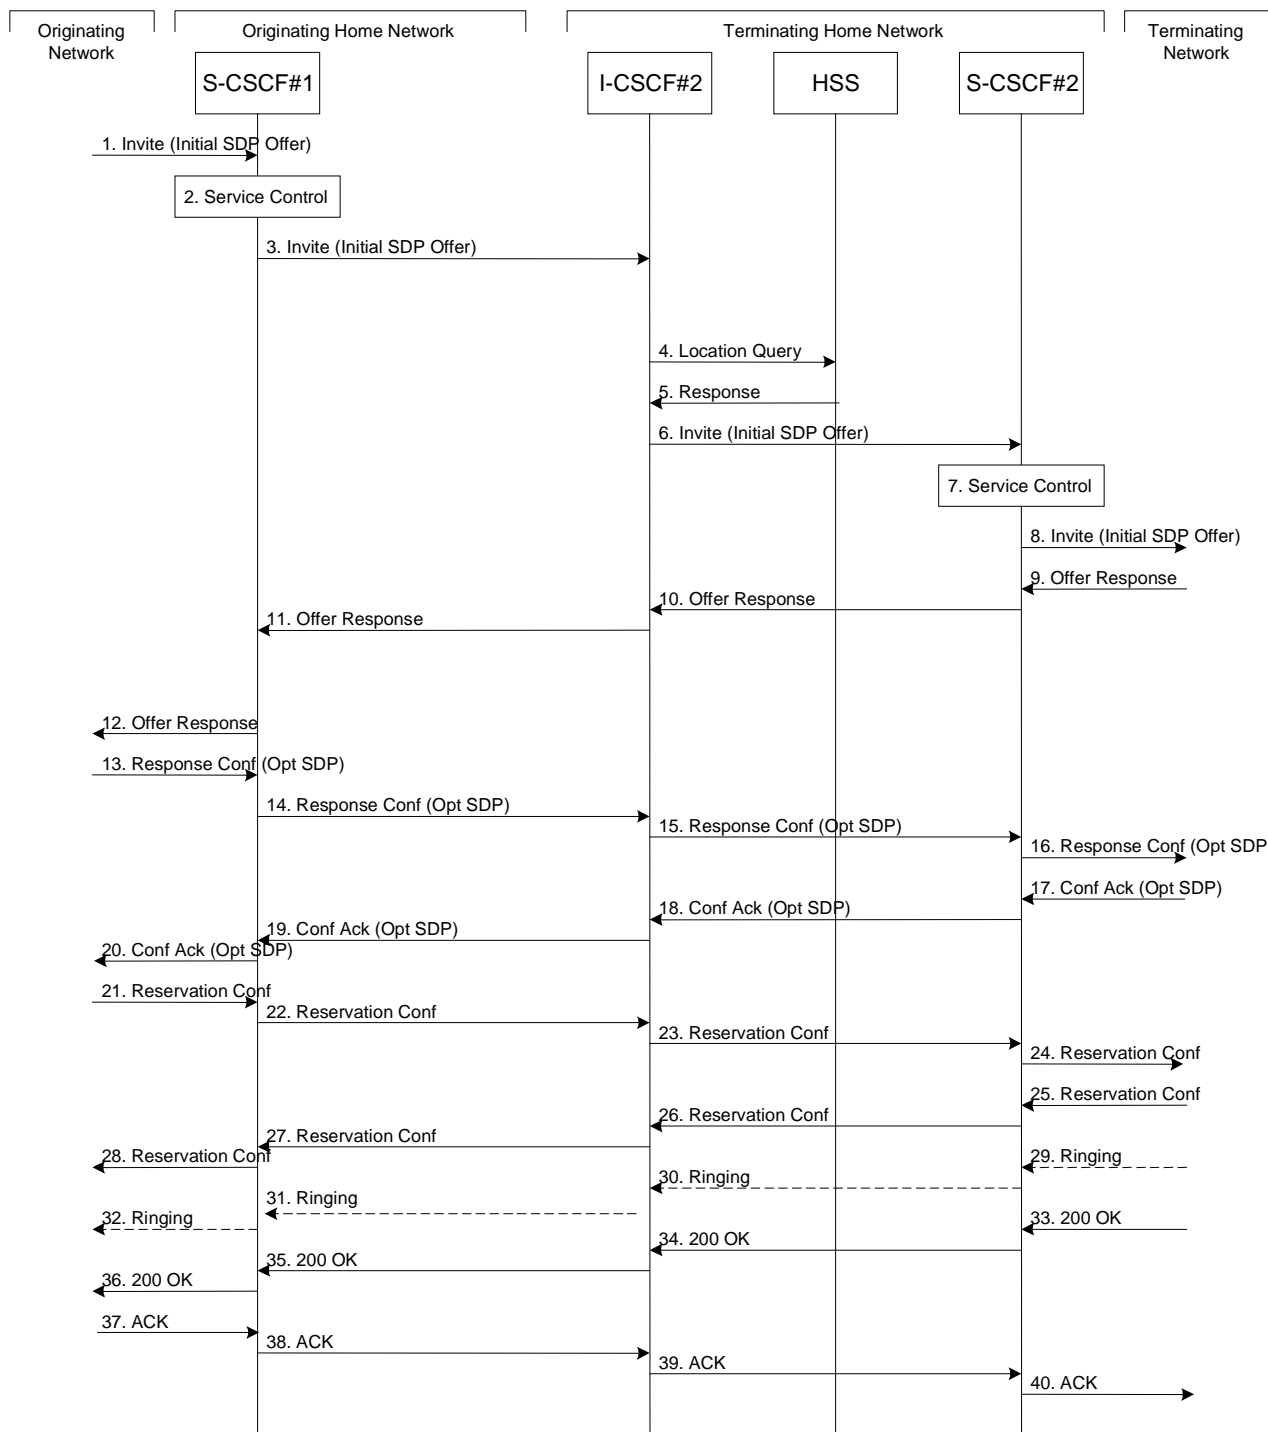 Originating
Network
Originating Home Network
Terminating Home Network
Terminating
Network
S-CSCF#1
I-CSCF#2
HSS
S-CSCF#2
1. Invite (Initial SDP Offer)
2. Service Control
3. Invite (Initial SDP Offer)
4. Location Query
5. Response
6. Invite (Initial SDP Offer)
7. Service Control
8. Invite (Initial SDP Offer)
9. Offer Response
10. Offer Response
11. Offer Response
12. Offer Response
13. Response Conf (Opt SDP)
14. Response Conf (Opt SDP)
15. Response Conf (Opt SDP)
16. Response Conf (Opt SDP
17. Conf Ack (Opt SDP)
18. Conf Ack (Opt SDP)
19. Conf Ack (Opt SDP)
20. Conf Ack (Opt SDP)
21. Reservation Conf
22. Reservation Conf
23. Reservation Conf
24. Reservation Conf
25. Reservation Conf
26. Reservation Conf
27. Reservation Conf
28. Reservation Conf
29. Ringing
30. Ringing
31. Ringing
32. Ringing
33. 200 OK
34. 200 OK
35. 200 OK
36. 200 OK
37. ACK
38. ACK
39. ACK
40. ACK